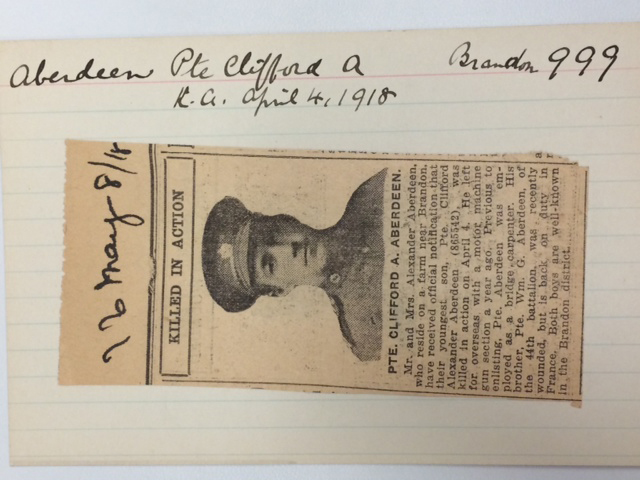 Aberdeen Pte Clifford A Brandon 999
K.A. April 4, 1918
May 8/18
KILLED IN ACTION
PTE. CLIFFORD A. ABERDEEN.
Mr. and Mrs. Alexander Aberdeen,
who reside on a farm near Brandon,
have received official notification that
their youngest son, Pte. Clifford
Alexander Aberdeen (865542), was
killed in action on April 4. He left
for overseas with a motor machine
gun section a year ago. Previous to
enlisting, Pte. Aberdeen was em-
ployed as a bridge carpenter. His
brother, Pte. Wm. G. Aberdeen, of
the 44th battalion, was recently
wounded, but is back on duty in
France. Both boys are well-known
in the Brandon district.